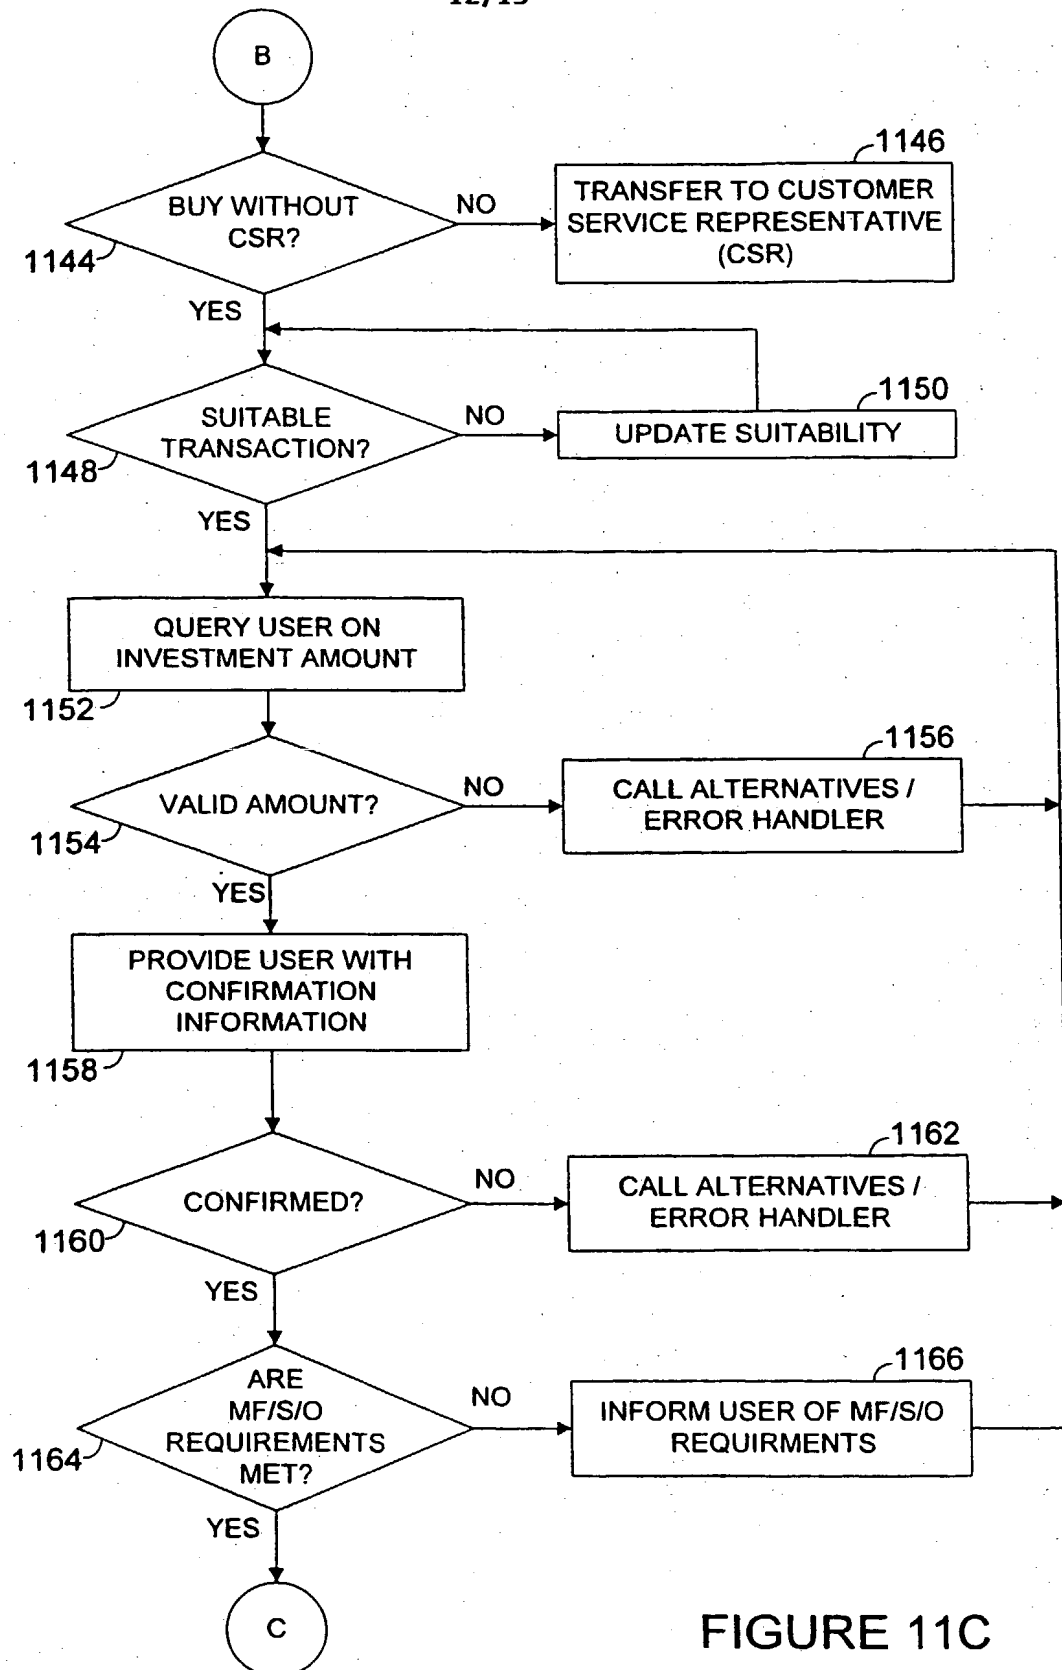 B
BUY WITHOUT
CSR?
1144
NO
1146
TRANSFER TO CUSTOMER
SERVICE REPRESENTATIVE
(CSR)
YES
SUITABLE
TRANSACTION?
1148
NO
1150
UPDATE SUITABILITY
YES
QUERY USER ON
INVESTMENT AMOUNT
1152
VALID AMOUNT?
1154
NO
1156
CALL ALTERNATIVES /
ERROR HANDLER
YES
PROVIDE USER WITH
CONFIRMATION
INFORMATION
1158
CONFIRMED?
1160
NO
1162
CALL ALTERNATIVES /
ERROR HANDLER
YES
ARE
MF/S/O
REQUIREMENTS
MET?
1164
NO
1166
INFORM USER OF MF/S/O
REQUIRMENTS
YES
C
FIGURE 11C